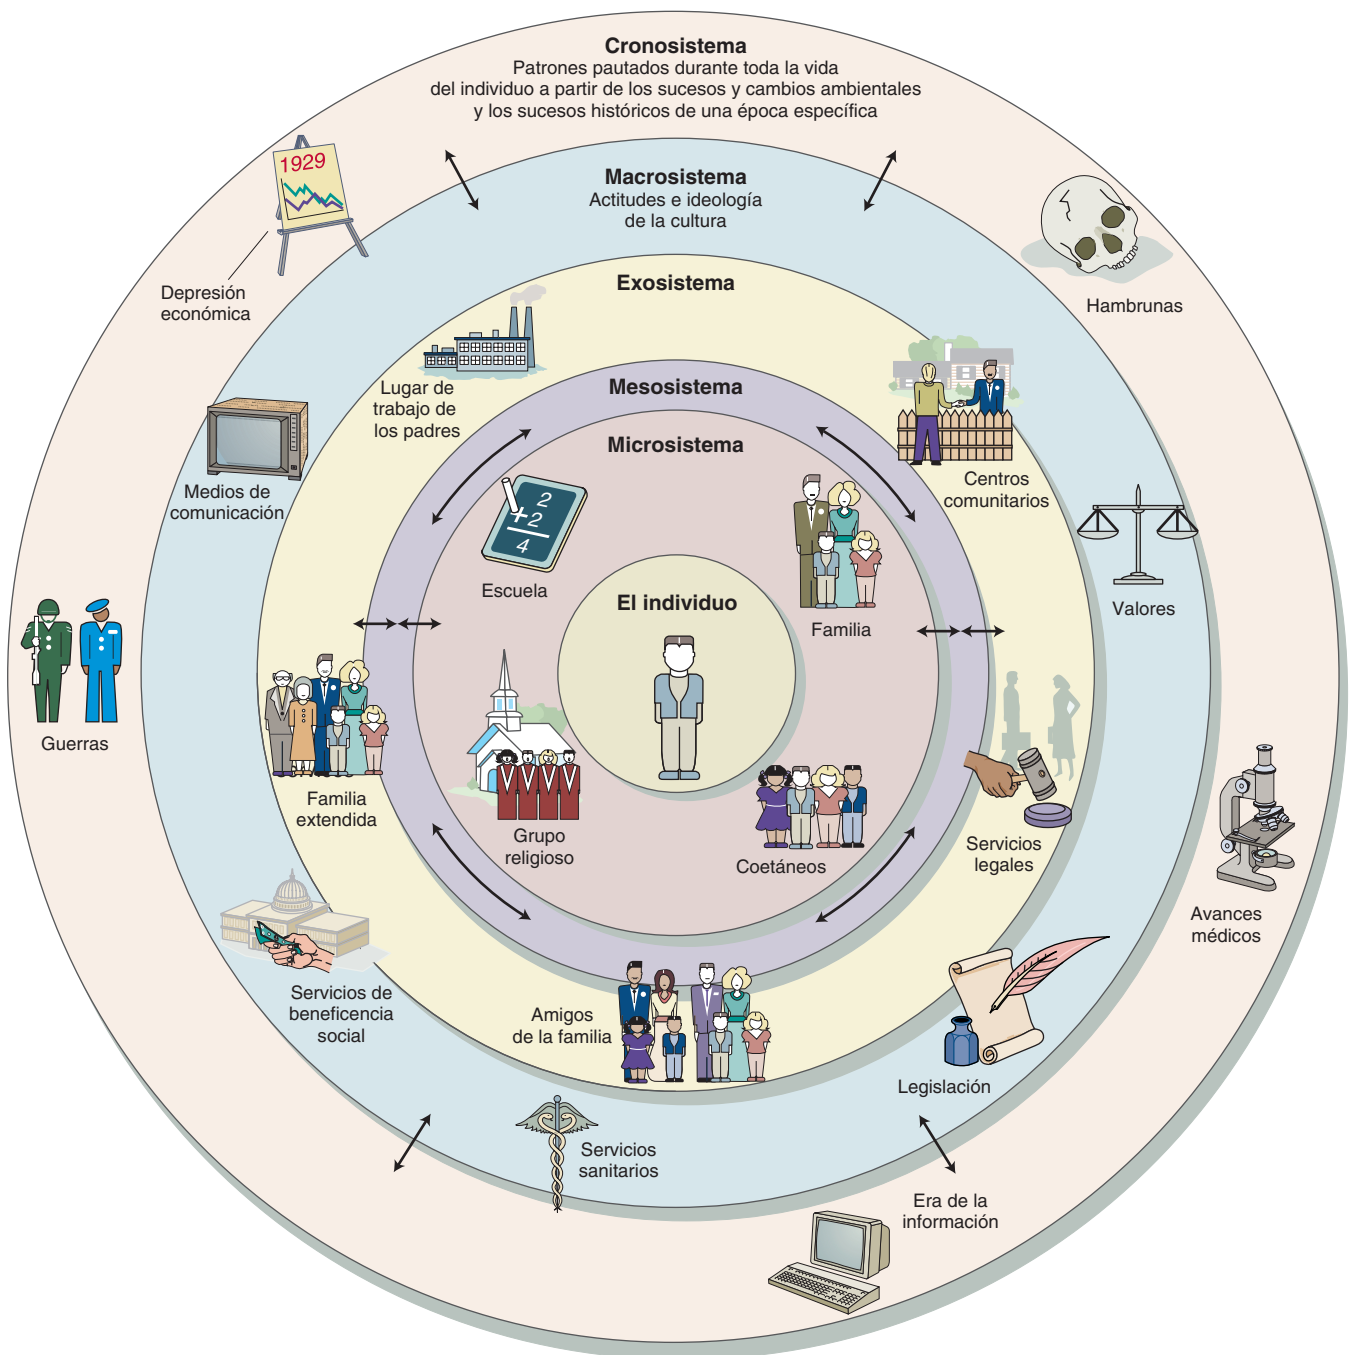 Cronosistema
Patrones pautados durante toda la vida
del individuo a partir de los sucesos y cambios ambientales
y los sucesos históricos de una época específica
1929
Depresión
económica
Macrosistema
Actitudes e ideología
de la cultura
Hambrunas
Exosistema
Lugar de
trabajo de
los padres
Mesosistema
Centros
comunitarios
Microsistema
Medios de
comunicación
2
+2
4
Escuela
El individuo
Familia
Valores
Guerras
Familia
extendida
Grupo
religioso
Coetáneos
Servicios
legales
Avances
médicos
Servicios de
beneficencia
social
Amigos
de la familia
Legislación
Servicios
sanitarios
Era de la
información